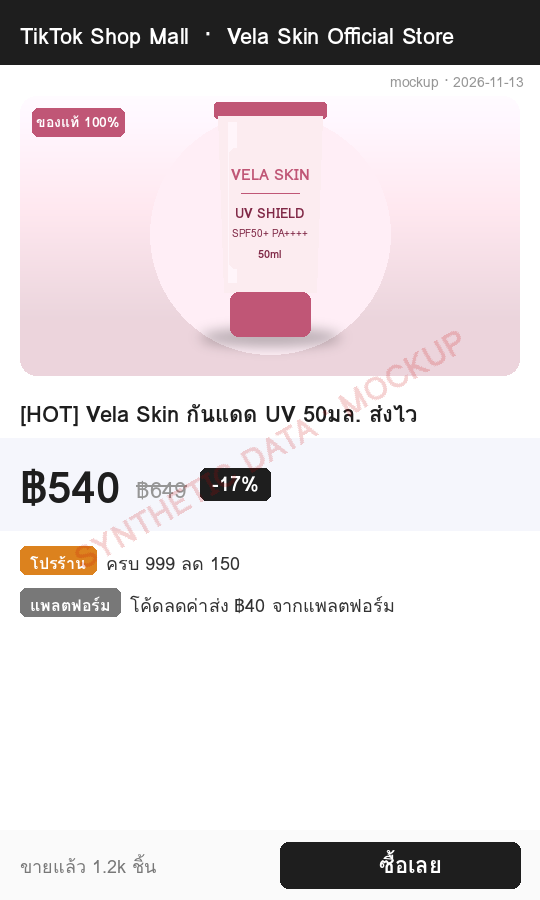 TikTok Shop Mall · Vela Skin Official Store
mockup · 2026-11-13
ของแท้ 100%
VELA SKIN
UV SHIELD
SPF50+ PA++++
50ml
[HOT] Vela Skin กันแดด UV 50มล. ส่งไว
฿540 ฿649 -17%
SYNTHETIC DATA · MOCKUP
โปรร้าน ครบ 999 ลด 150
แพลตฟอร์ม โค้ดลดค่าส่ง ฿40 จากแพลตฟอร์ม
ขายแล้ว 1.2k ชิ้น
ซื้อเลย